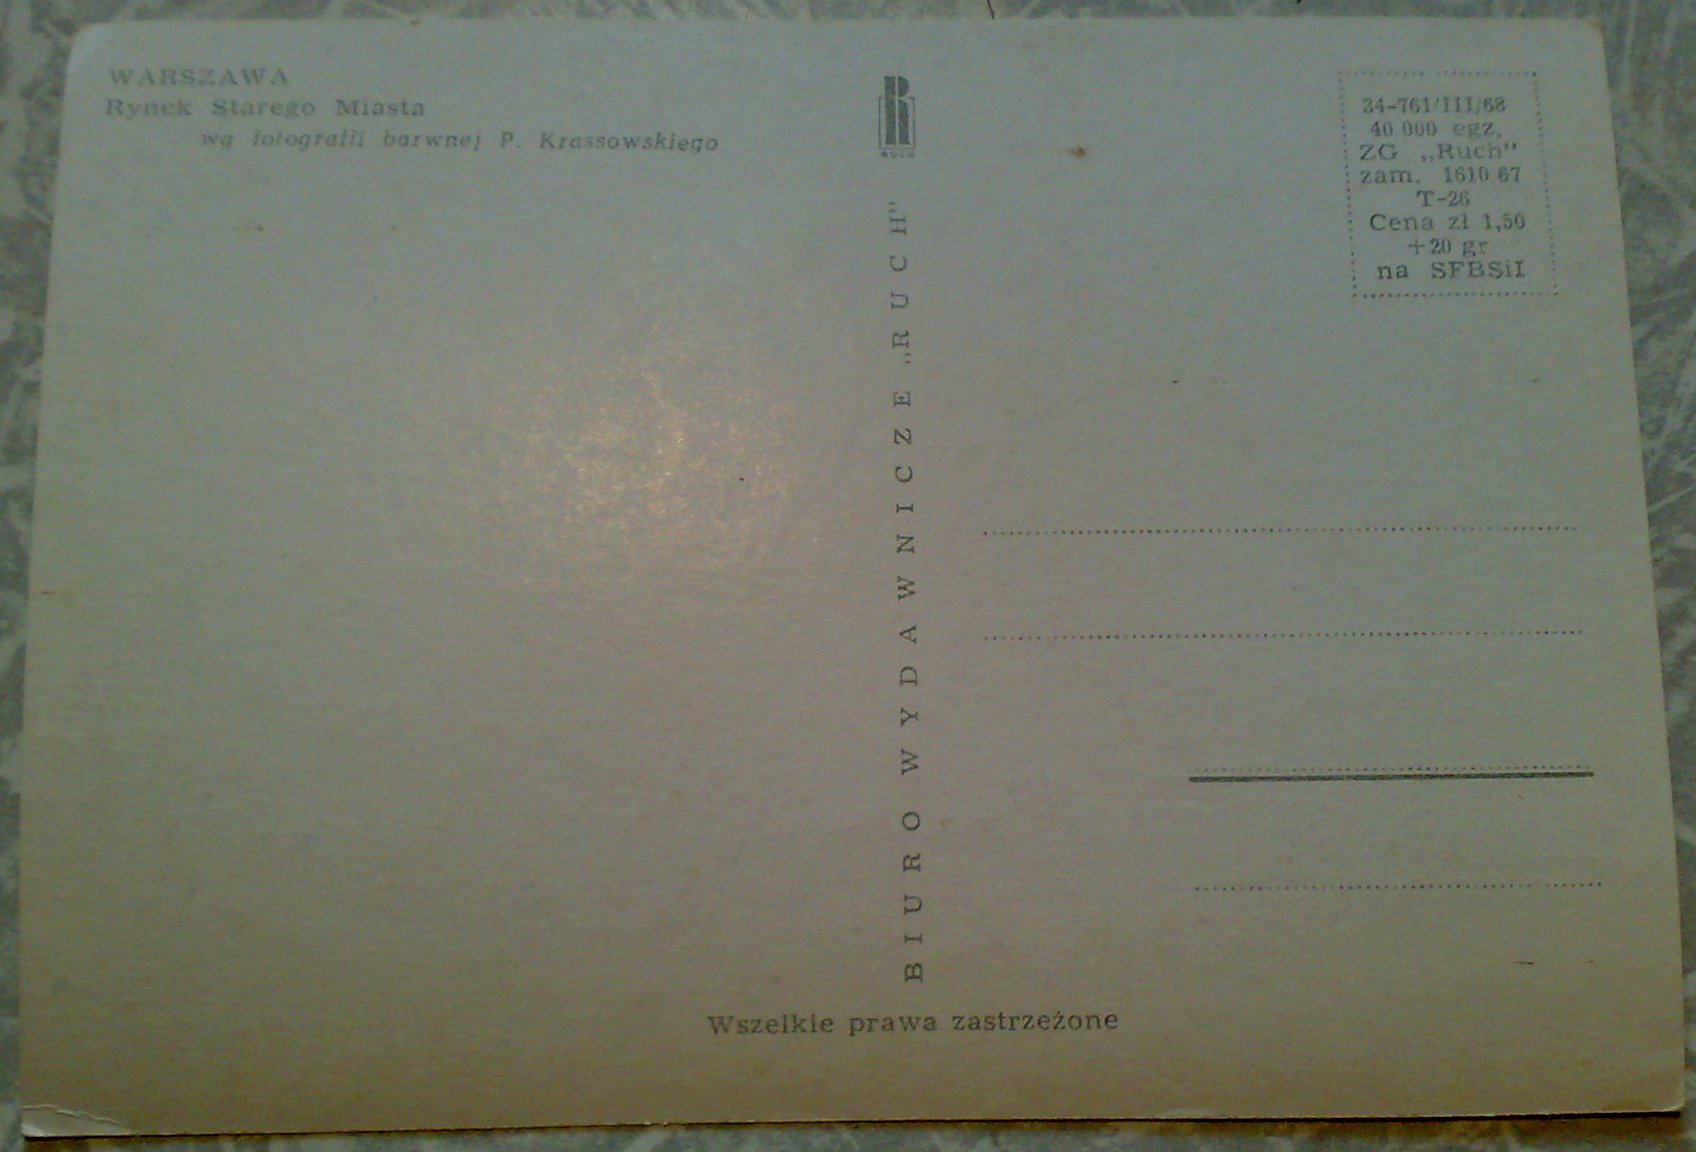 WARSZAWA
Rynek Starego Miasta
wg fotografii barwnej P. Krassowskiego
RUCH
BIURO WYDAWNICZE „RUCH"
34-761/III/68
40 000 egz.
ZG „Ruch"
zam. 1610 67
T-26
Cena zł 1,50
+20 gr
na SFBSiI
Wszelkie prawa zastrzeżone